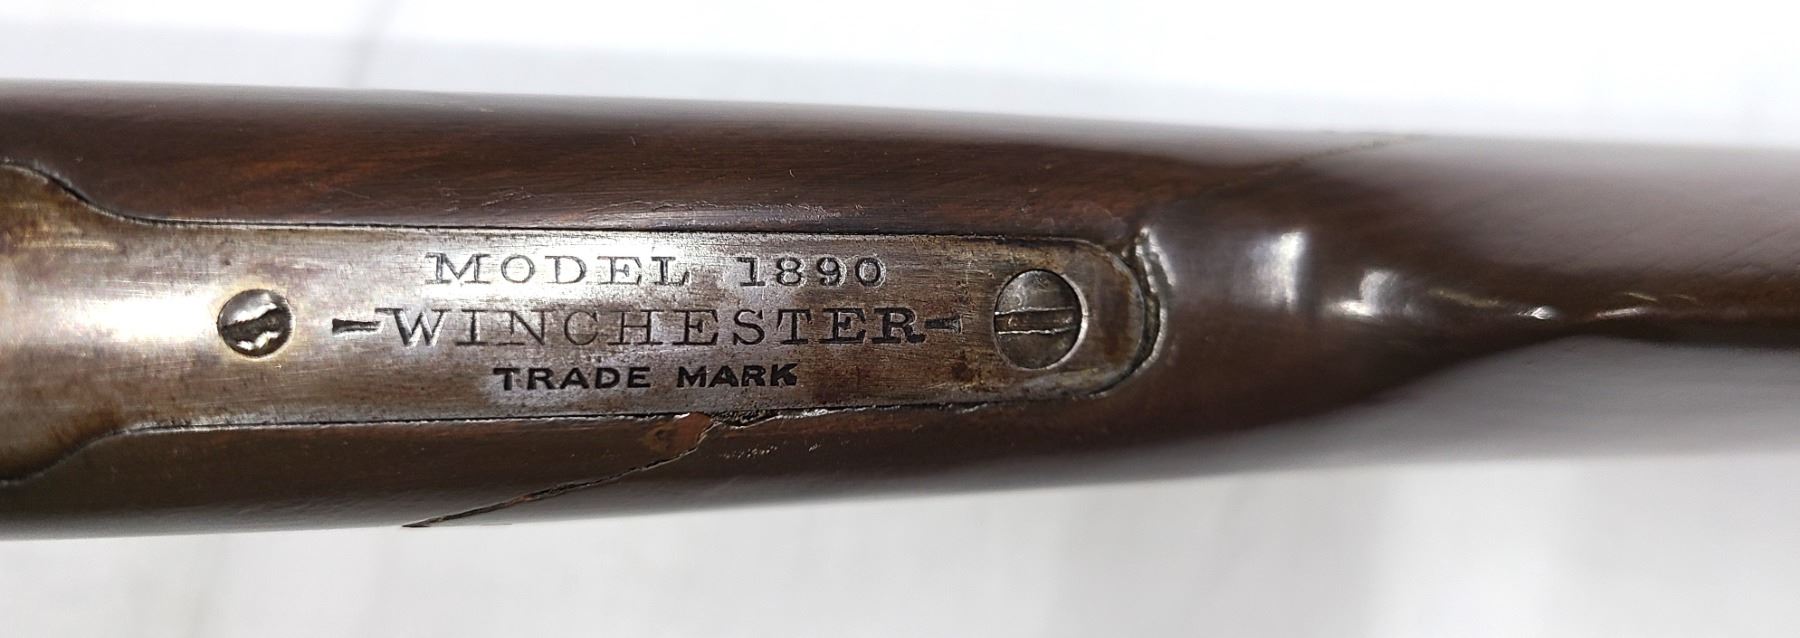 MODEL 1890
-WINCHESTER-
TRADE MARK